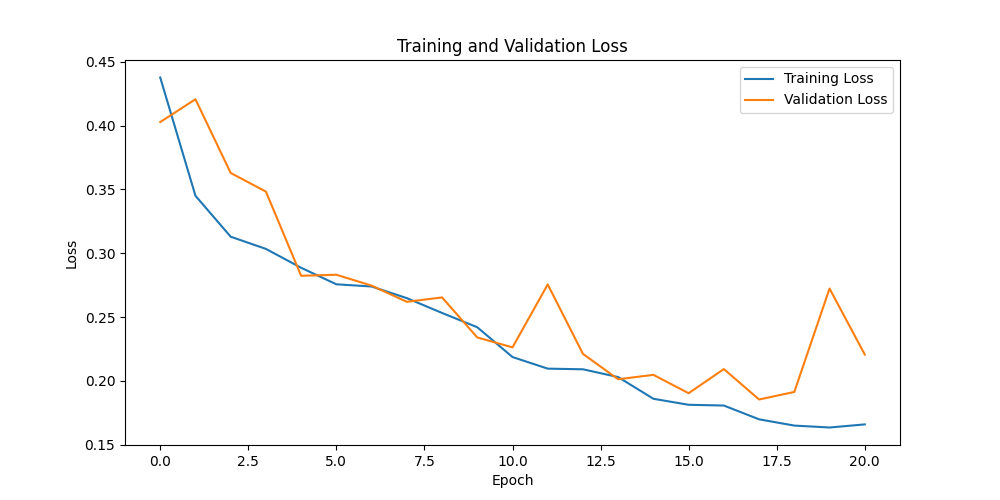 Training and Validation Loss
Training Loss
Validation Loss
Loss
0.45
0.40
0.35
0.30
0.25
0.20
0.15
0.0 2.5 5.0 7.5 10.0 12.5 15.0 17.5 20.0
Epoch